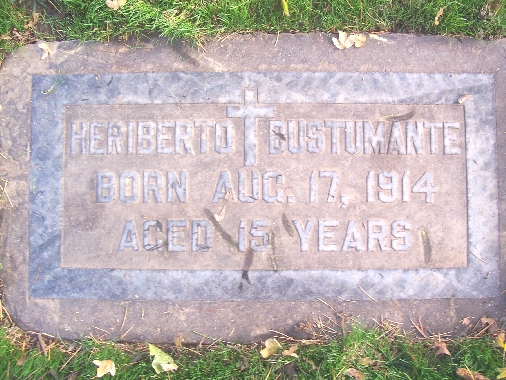 HERIBERTO BUSTUMANTE
BORN AUG. 17, 1914
AGED 15 YEARS